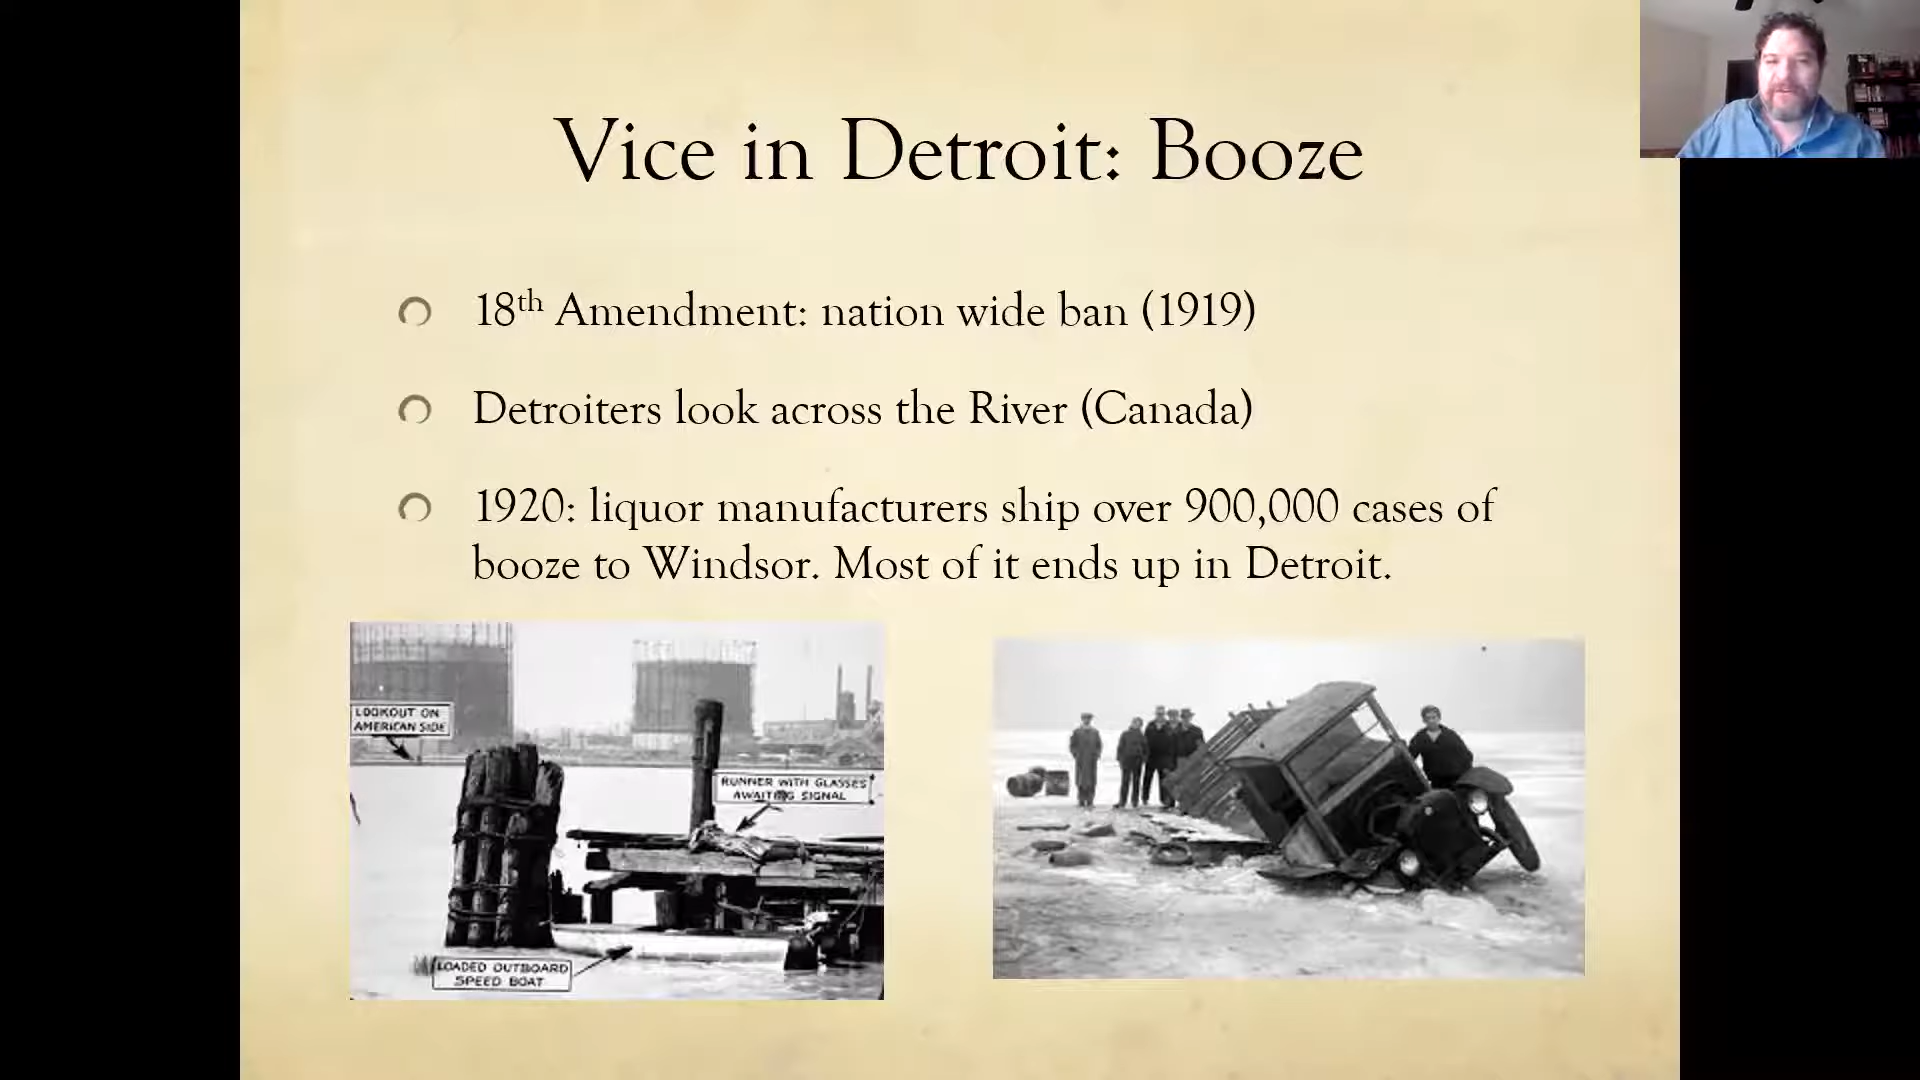 Vice in Detroit: Booze
18th Amendment: nation wide ban (1919)
Detroiters look across the River (Canada)
1920: liquor manufacturers ship over 900,000 cases of
booze to Windsor. Most of it ends up in Detroit.
LOOKOUT ON
AMERICAN SIDE
RUNNER WITH GLASSES
AWAITING SIGNAL
LOADED OUTBOARD
SPEED BOAT